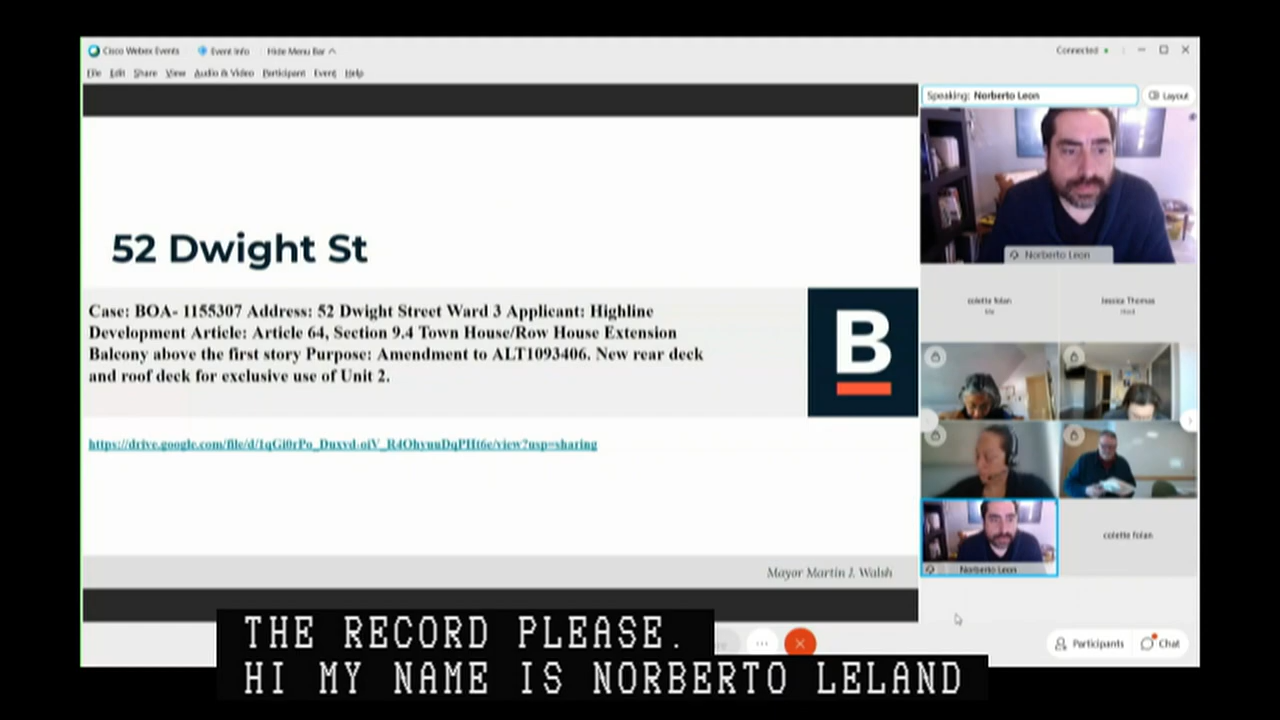 Cisco Webex Events Event Info Hide Menu Bar Connected
File Edit Share View Audio & Video Participant Event Help
Speaking: Norberto Leon Layout
Norberto Leon
52 Dwight St
Case: BOA- 1155307 Address: 52 Dwight Street Ward 3 Applicant: Highline
Development Article: Article 64, Section 9.4 Town House/Row House Extension
Balcony above the first story Purpose: Amendment to ALT1093406. New rear deck
and roof deck for exclusive use of Unit 2.
B
colette folan
Me
Jessica Thomas
Host
Norberto Leon
colette folan
Mayor Martin J. Walsh
Participants Chat
THE RECORD PLEASE.
HI MY NAME IS NORBERTO LELAND